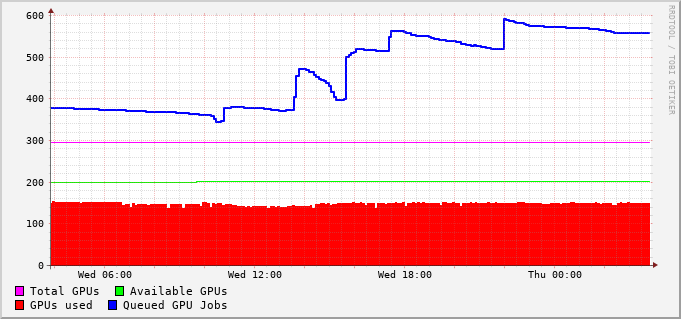 600
500
400
300
200
100
0
Wed 06:00 Wed 12:00 Wed 18:00 Thu 00:00
Total GPUs Available GPUs
GPUs used Queued GPU Jobs
RRDTOOL / TOBI OETIKER